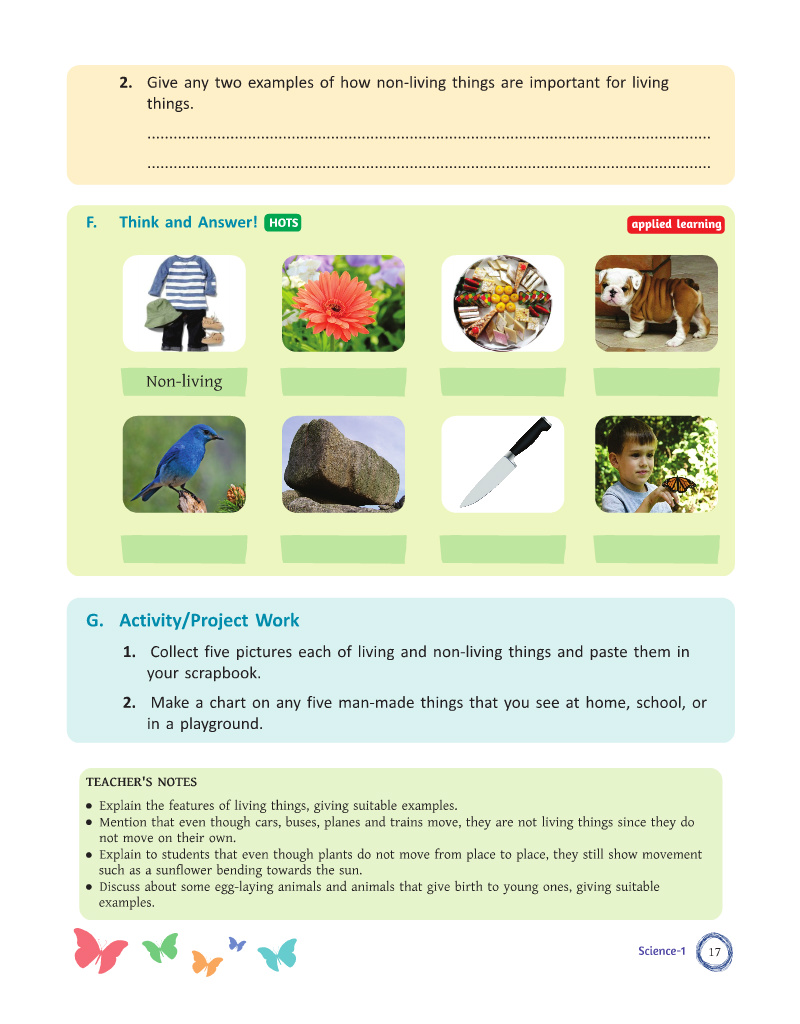 2. Give any two examples of how non-living things are important for living
things.
F. Think and Answer! HOTS
applied learning
Non-living
G. Activity/Project Work
1. Collect five pictures each of living and non-living things and paste them in
your scrapbook.
2. Make a chart on any five man-made things that you see at home, school, or
in a playground.
TEACHER'S NOTES
● Explain the features of living things, giving suitable examples.
● Mention that even though cars, buses, planes and trains move, they are not living things since they do
not move on their own.
● Explain to students that even though plants do not move from place to place, they still show movement
such as a sunflower bending towards the sun.
● Discuss about some egg-laying animals and animals that give birth to young ones, giving suitable
examples.
Science-1 17